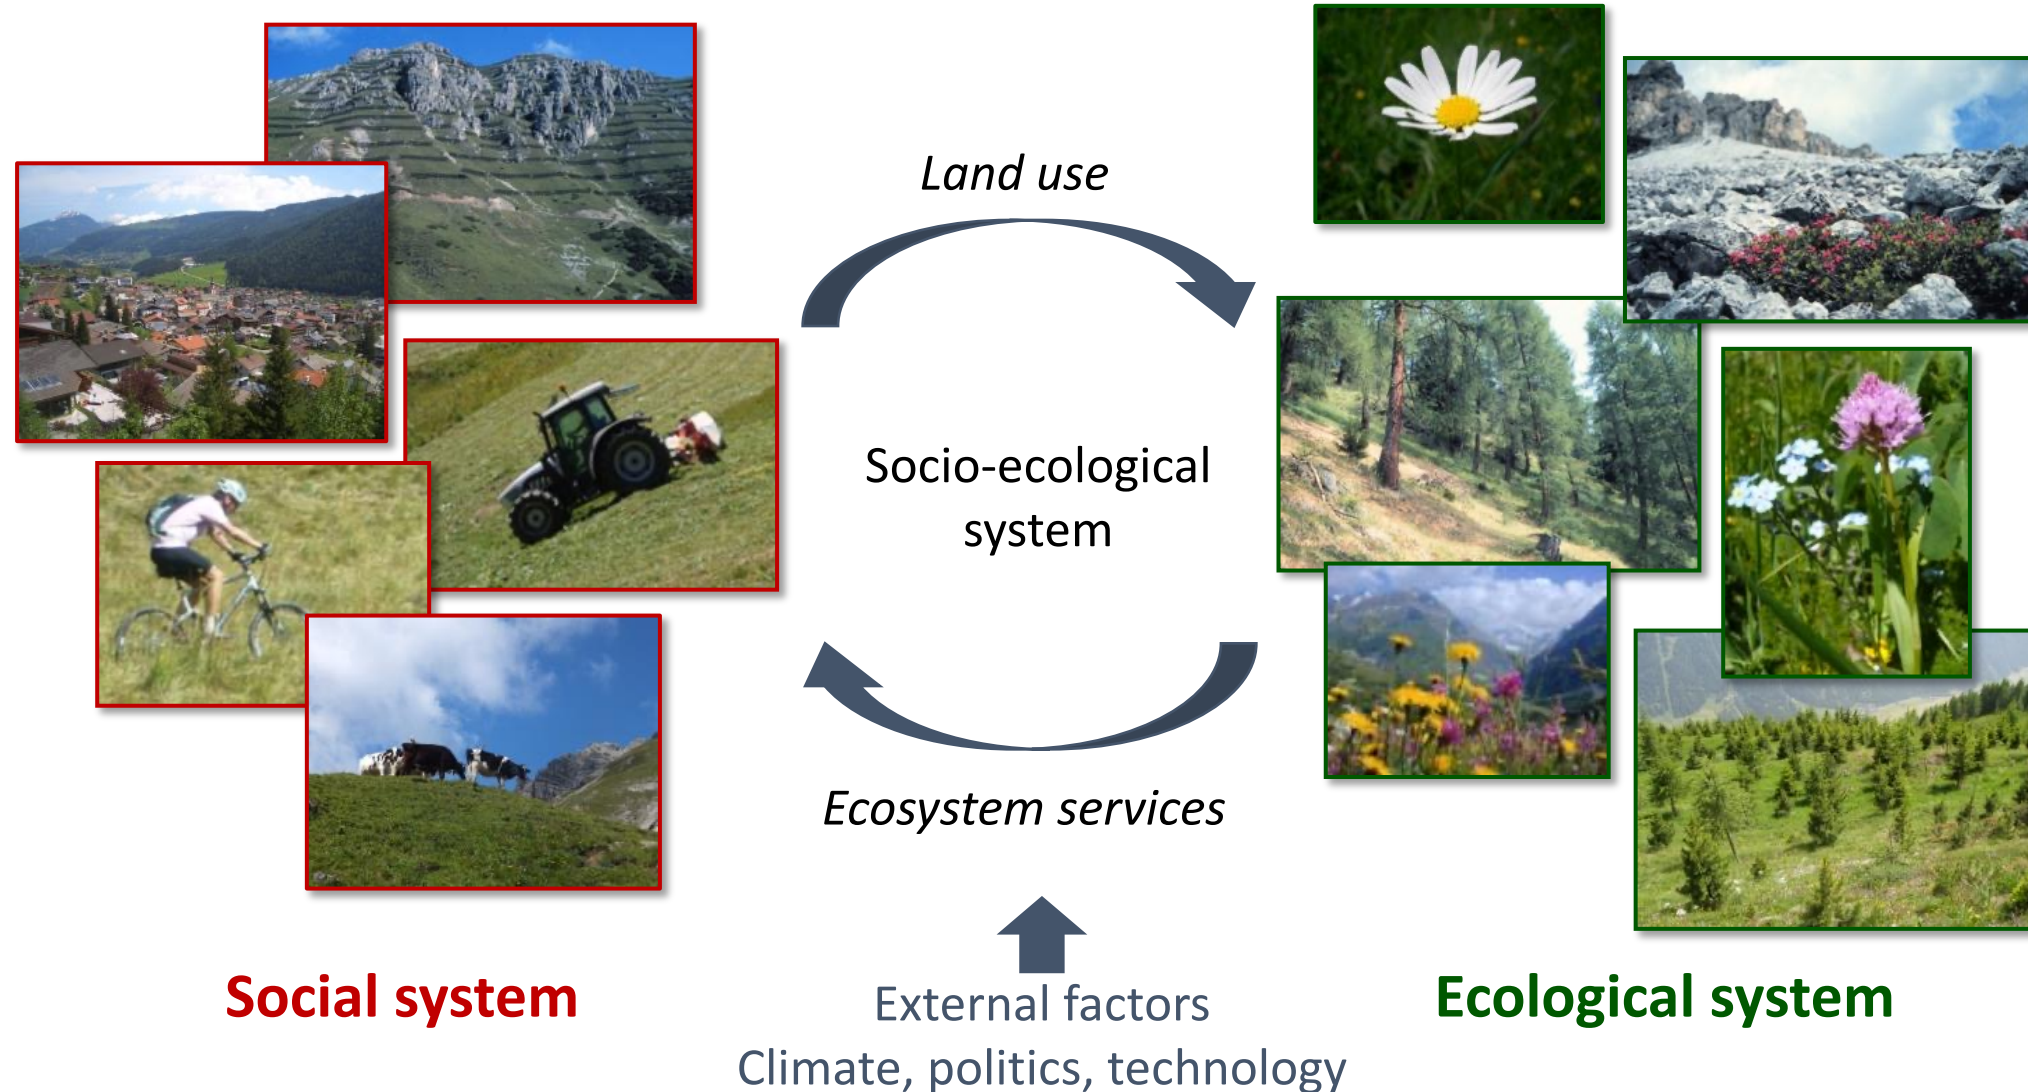 Land use
Socio-ecological
system
Ecosystem services
Social system
External factors
Climate, politics, technology
Ecological system